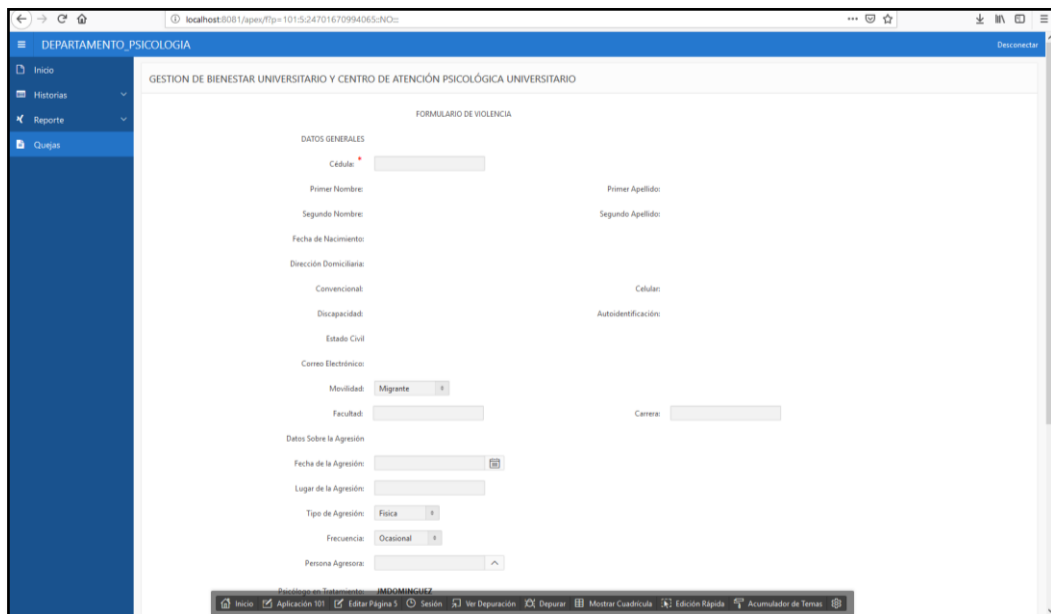 localhost:8081/apex/f?p=101:5:24701670994065::NO:::
DEPARTAMENTO_PSICOLOGIA
Desconectar
Inicio
Historias
Reporte
Quejas
GESTION DE BIENESTAR UNIVERSITARIO Y CENTRO DE ATENCIÓN PSICOLÓGICA UNIVERSITARIO
FORMULARIO DE VIOLENCIA
DATOS GENERALES
Cédula: *
Primer Nombre: Primer Apellido:
Segundo Nombre: Segundo Apellido:
Fecha de Nacimiento:
Dirección Domiciliaria:
Convencional: Celular:
Discapacidad: Autoidentificación:
Estado Civil
Correo Electrónico:
Movilidad: Migrante
Facultad: Carrera:
Datos Sobre la Agresión
Fecha de la Agresión:
Lugar de la Agresión:
Tipo de Agresión: Fisica
Frecuencia: Ocasional
Persona Agresora:
Psicólogo en Tratamiento: JMDOMINGUEZ
Inicio Aplicación 101 Editar Página 5 Sesión Ver Depuración Depurar Mostrar Cuadrícula Edición Rápida Acumulador de Temas